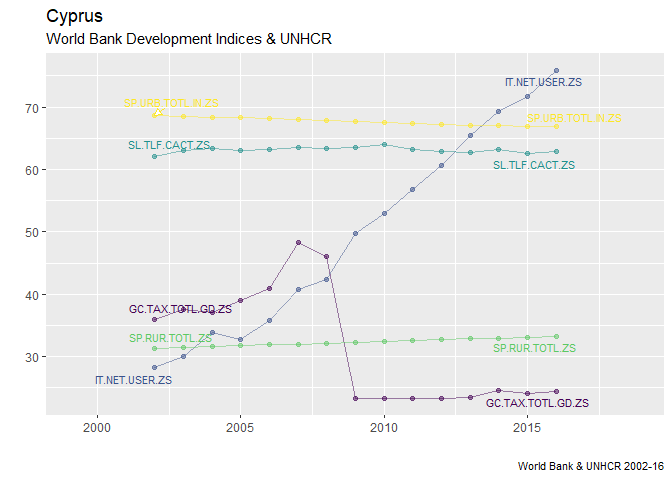 Cyprus
World Bank Development Indices & UNHCR
IT.NET.USER.ZS
SP.URB.TOTL.IN.ZS
70
SP.URB.TOTL.IN.ZS
SL.TLF.CACT.ZS
60
SL.TLF.CACT.ZS
50
40
GC.TAX.TOTL.GD.ZS
SP.RUR.TOTL.ZS
30
SP.RUR.TOTL.ZS
IT.NET.USER.ZS
GC.TAX.TOTL.GD.ZS
2000 2005 2010 2015
World Bank & UNHCR 2002-16